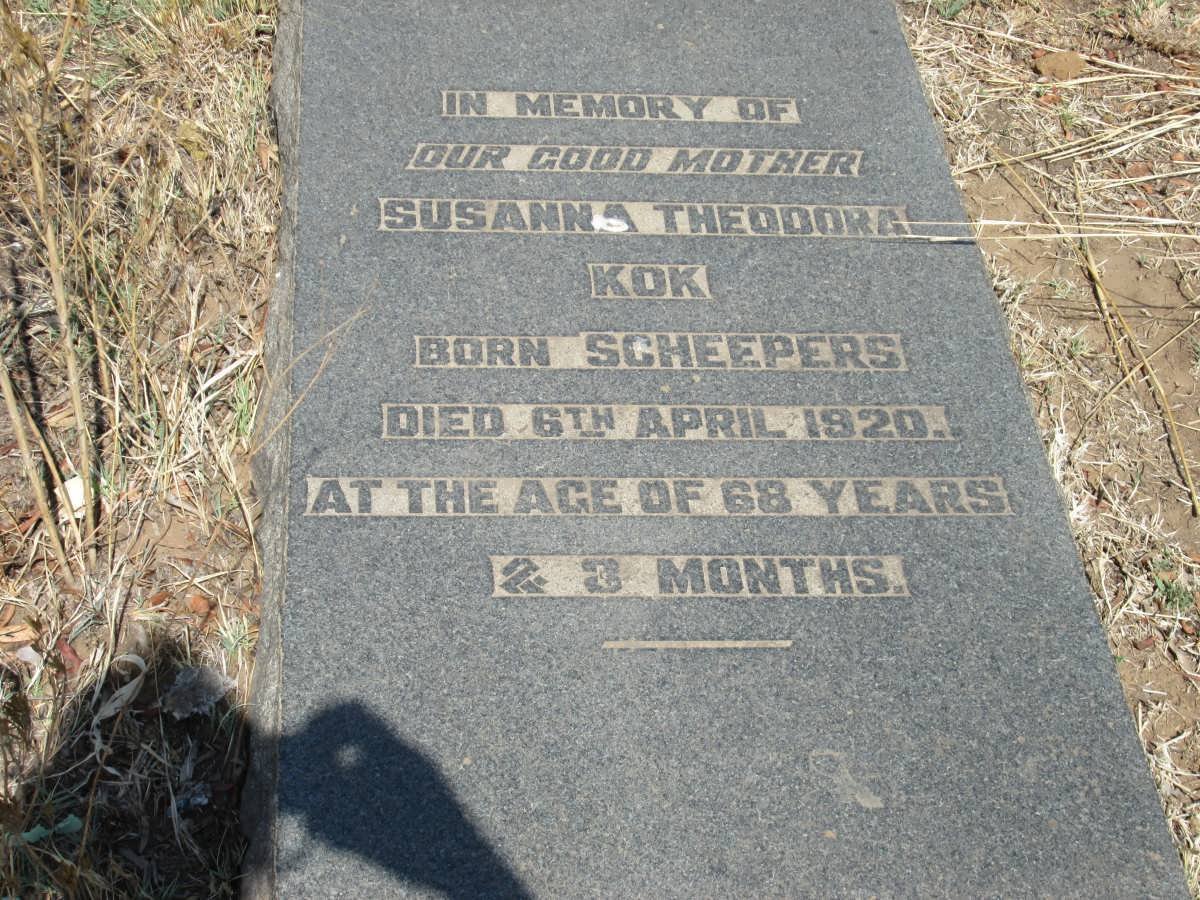 IN MEMORY OF
OUR GOOD MOTHER
SUSANNA THEODORA
KOK
BORN SCHEEPERS
DIED 6TH APRIL 1920.
AT THE AGE OF 68 YEARS
& 3 MONTHS.